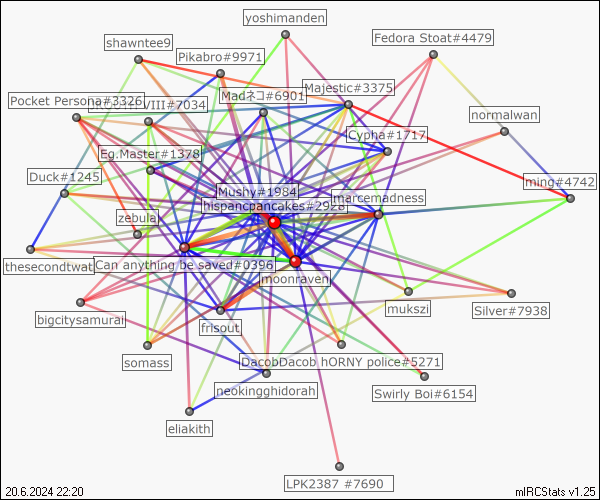 yoshimanden
Fedora Stoat#4479
shawntee9
Pikabro#9971
Majestic#3375
Madネコ#6901
Pocket Persona#3326
VIII#7034
normalwan
Cypha#1717
Eg.Master#1378
Duck#1245
ming#4742
Mushy#1984
marcemadness
hispancpancakes#2928
zebula
thesecondtwat
Can anything be saved#0396
moonraven
bigcitysamurai
frisout
mukszi
Silver#7938
somass
DacobDacob hORNY police#5271
neokingghidorah
Swirly Boi#6154
eliakith
LPK2387 #7690
20.6.2024 22:20
mIRCStats v1.25